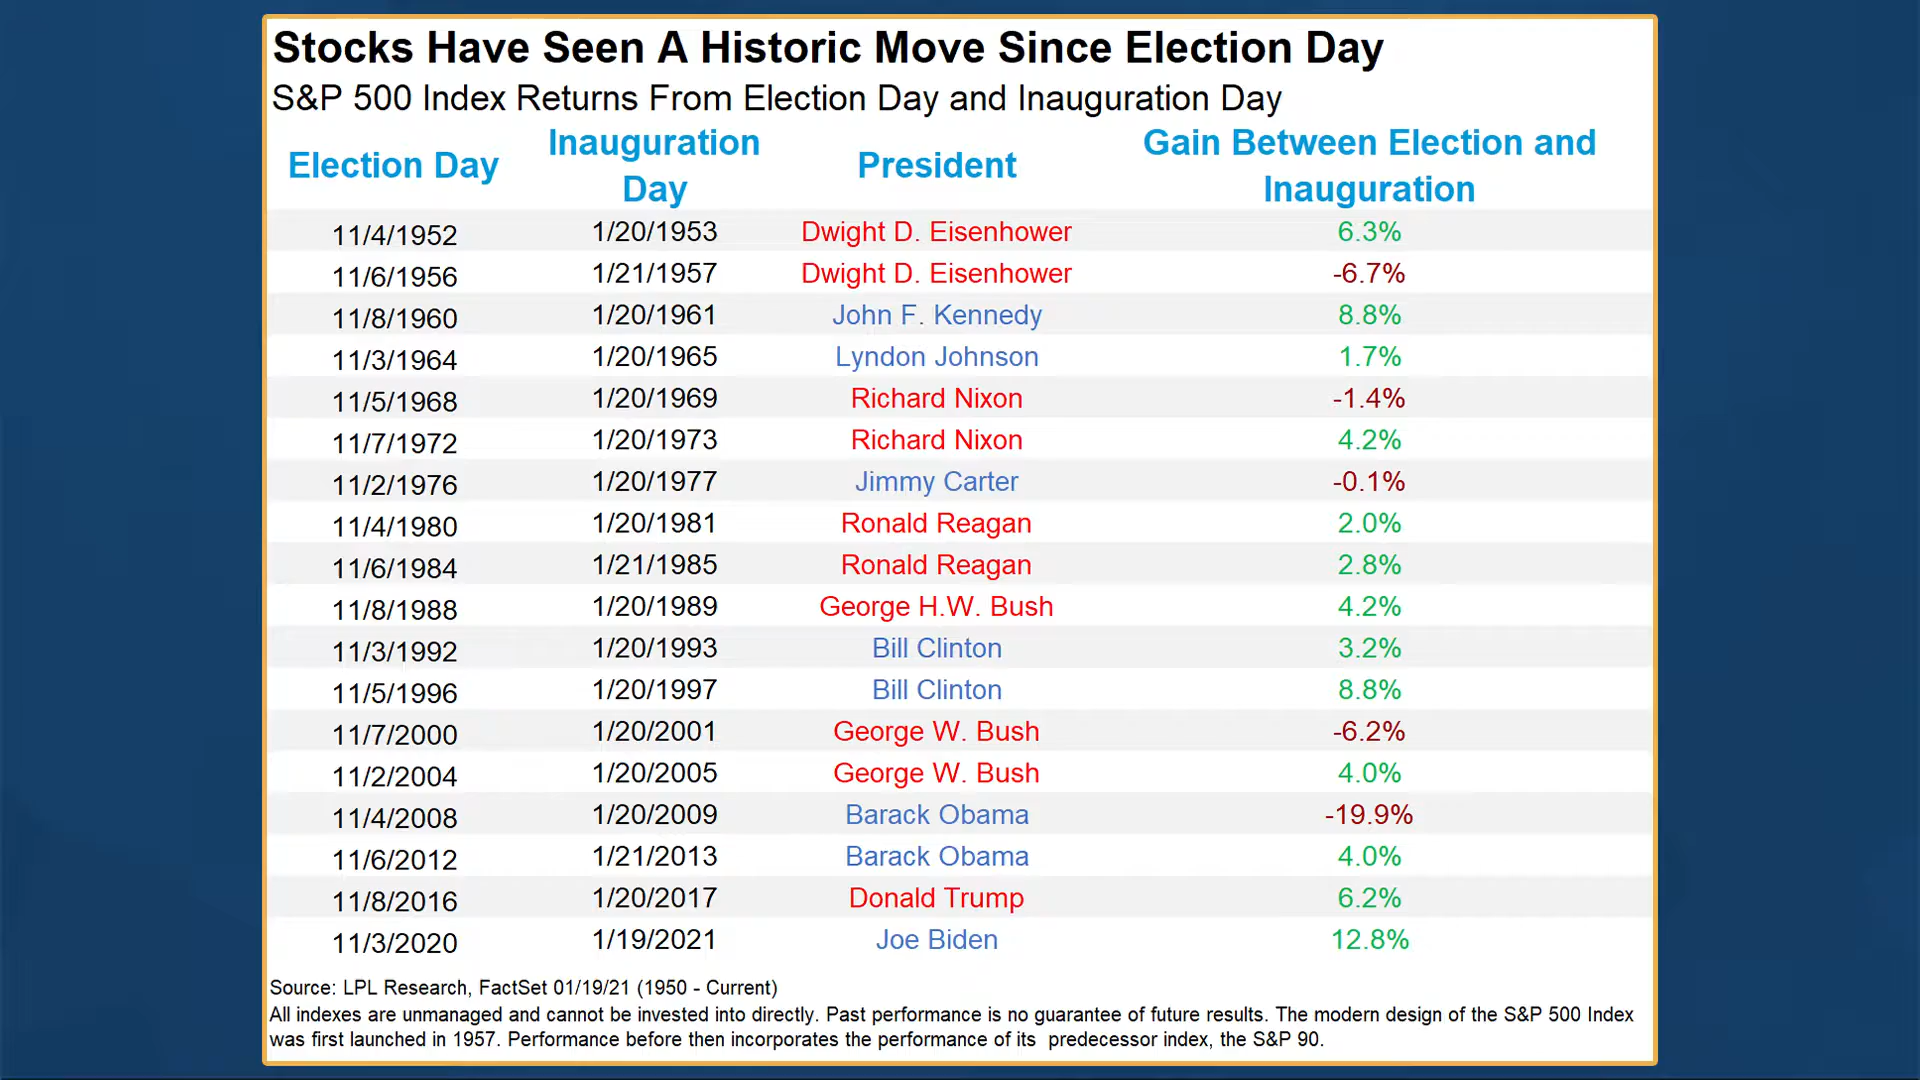 Stocks Have Seen A Historic Move Since Election Day
S&P 500 Index Returns From Election Day and Inauguration Day
Election Day Inauguration Day President Gain Between Election and Inauguration
11/4/1952 1/20/1953 Dwight D. Eisenhower 6.3%
11/6/1956 1/21/1957 Dwight D. Eisenhower -6.7%
11/8/1960 1/20/1961 John F. Kennedy 8.8%
11/3/1964 1/20/1965 Lyndon Johnson 1.7%
11/5/1968 1/20/1969 Richard Nixon -1.4%
11/7/1972 1/20/1973 Richard Nixon 4.2%
11/2/1976 1/20/1977 Jimmy Carter -0.1%
11/4/1980 1/20/1981 Ronald Reagan 2.0%
11/6/1984 1/21/1985 Ronald Reagan 2.8%
11/8/1988 1/20/1989 George H.W. Bush 4.2%
11/3/1992 1/20/1993 Bill Clinton 3.2%
11/5/1996 1/20/1997 Bill Clinton 8.8%
11/7/2000 1/20/2001 George W. Bush -6.2%
11/2/2004 1/20/2005 George W. Bush 4.0%
11/4/2008 1/20/2009 Barack Obama -19.9%
11/6/2012 1/21/2013 Barack Obama 4.0%
11/8/2016 1/20/2017 Donald Trump 6.2%
11/3/2020 1/19/2021 Joe Biden 12.8%
Source: LPL Research, FactSet 01/19/21 (1950 - Current)
All indexes are unmanaged and cannot be invested into directly. Past performance is no guarantee of future results. The modern design of the S&P 500 Index
was first launched in 1957. Performance before then incorporates the performance of its predecessor index, the S&P 90.